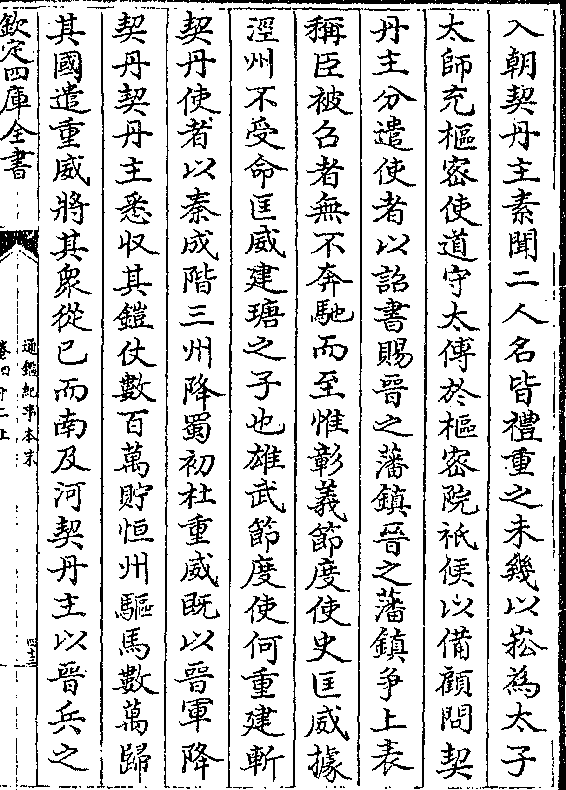 入朝契丹主素聞二人名皆禮重之未幾以崧為太子
太師充樞密使道守太傅於樞密院祇候以備顧問契
丹主分遣使者以詔書賜晉之藩鎮晉之藩鎮爭上表
稱臣被召者無不奔馳而至惟彰義節度使史匡威據
涇州不受命匡威建瑭之子也雄武節度使何重建斬
契丹使者以秦成階三州降蜀初杜重威既以晉軍降
契丹契丹主悉収其鎧仗數百萬貯恒州驅馬數萬歸
其國遣重威將其衆從已而南及河契丹主以晉兵之
欽定四庫全書
通鑑紀事本末
卷四十二上
四十三